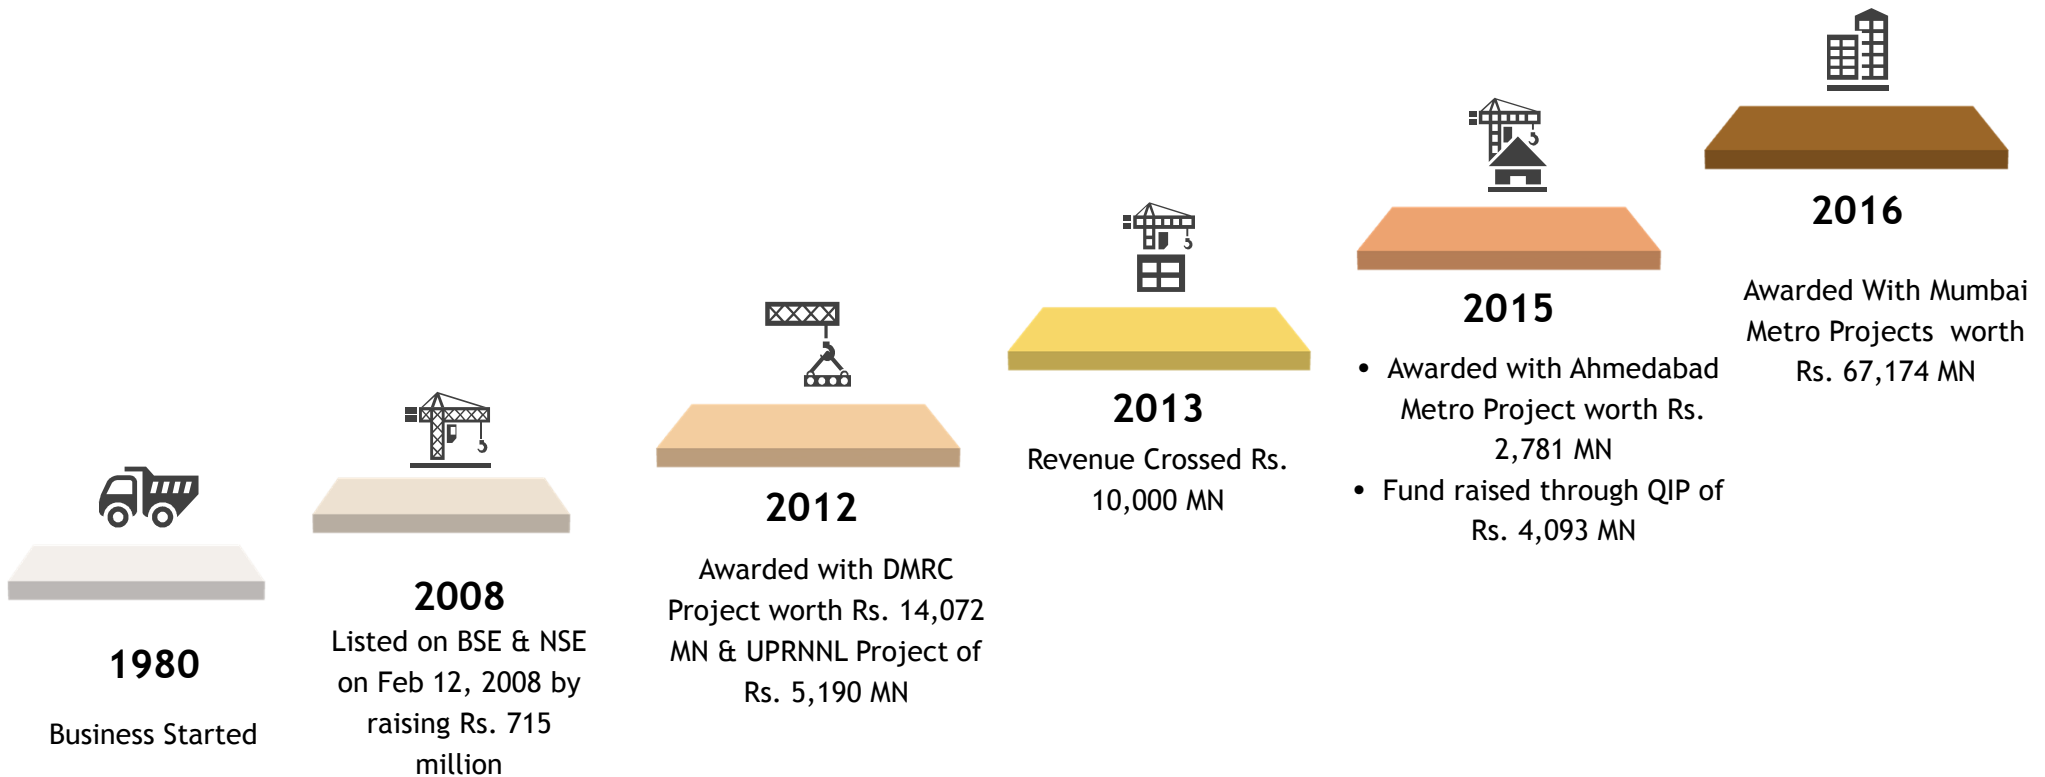 1980
Business Started
2008
Listed on BSE & NSE
on Feb 12, 2008 by
raising Rs. 715
million
2012
Awarded with DMRC
Project worth Rs. 14,072
MN & UPRNNL Project of
Rs. 5,190 MN
2013
Revenue Crossed Rs.
10,000 MN
2015
• Awarded with Ahmedabad
Metro Project worth Rs.
2,781 MN
• Fund raised through QIP of
Rs. 4,093 MN
2016
Awarded With Mumbai
Metro Projects worth
Rs. 67,174 MN